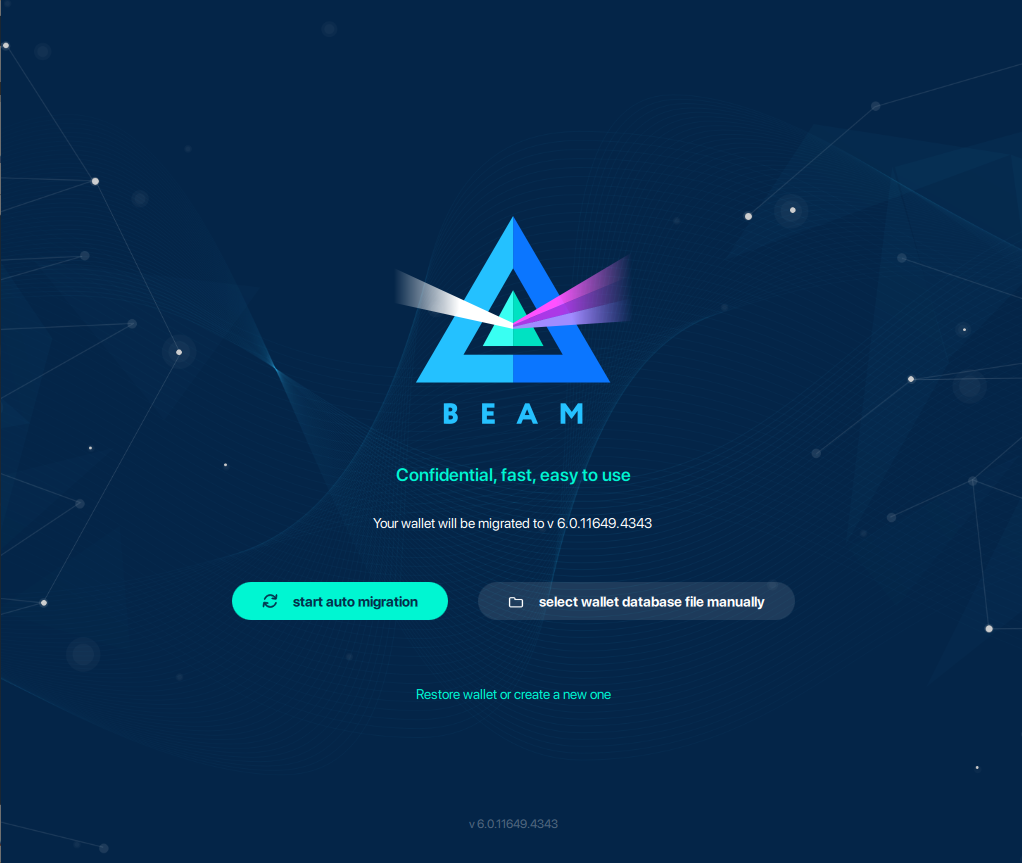 BEAM
Confidential, fast, easy to use
Your wallet will be migrated to v 6.0.11649.4343
start auto migration
select wallet database file manually
Restore wallet or create a new one
v 6.0.11649.4343